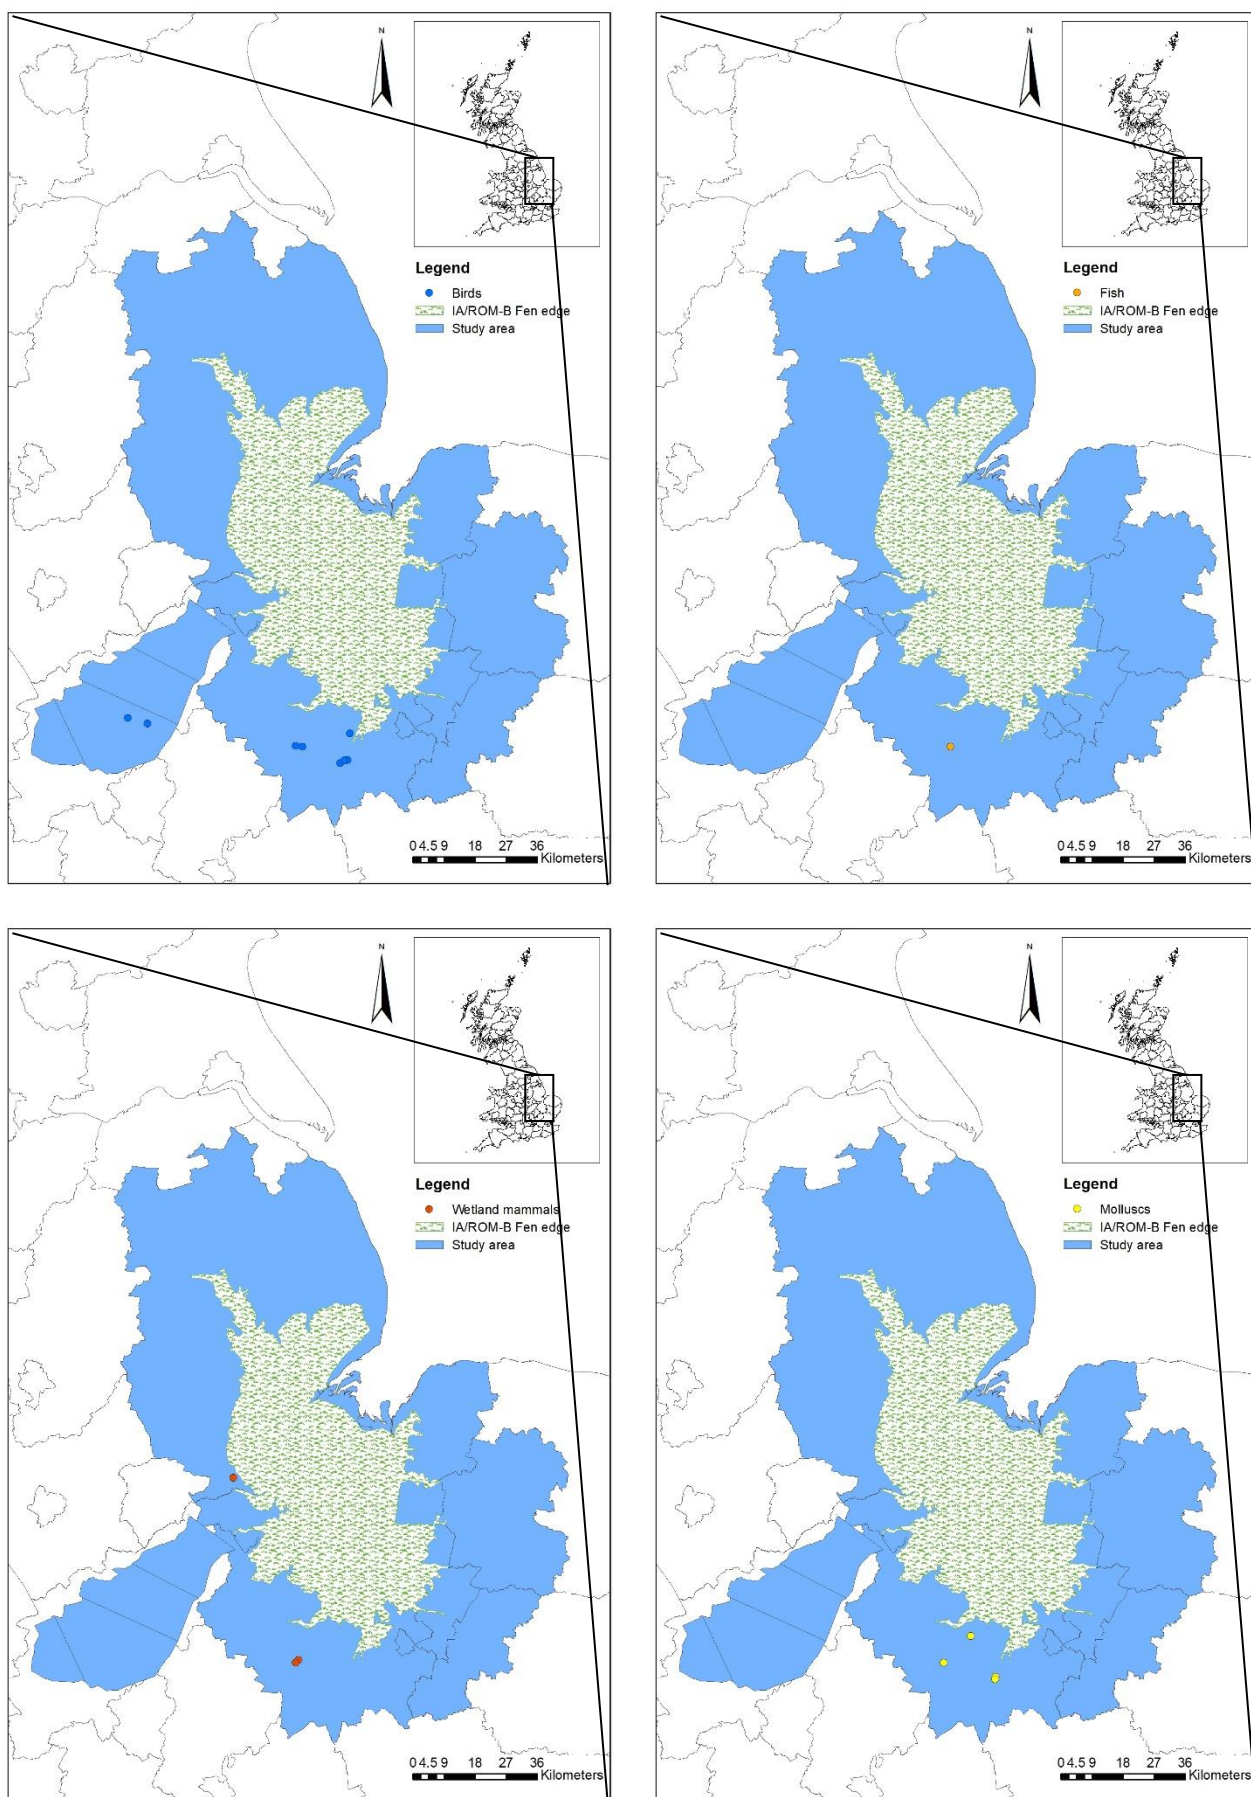 N
Legend
Birds
IA/ROM-B Fen edge
Study area
0 4.5 9 18 27 36
Kilometers
N
Legend
Fish
IA/ROM-B Fen edge
Study area
0 4.5 9 18 27 36
Kilometers
N
Legend
Wetland mammals
IA/ROM-B Fen edge
Study area
0 4.5 9 18 27 36
Kilometers
N
Legend
Molluscs
IA/ROM-B Fen edge
Study area
0 4.5 9 18 27 36
Kilometers